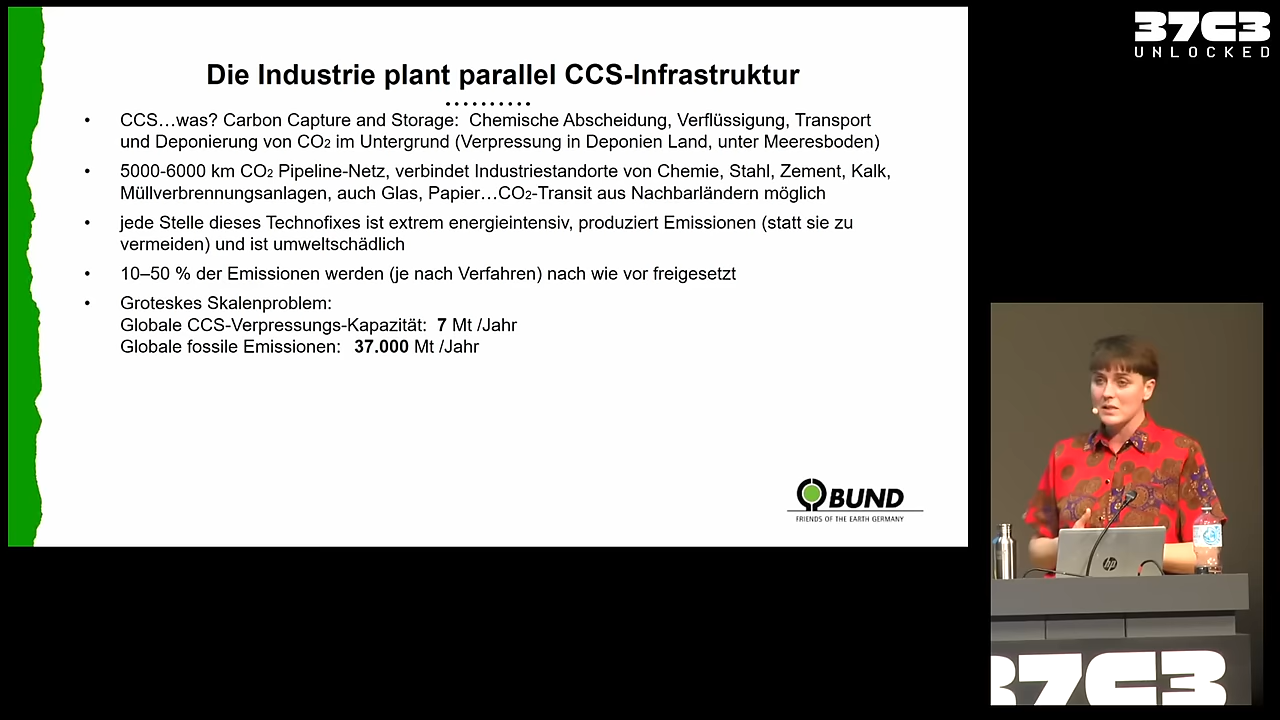 Die Industrie plant parallel CCS-Infrastruktur
• CCS…was? Carbon Capture and Storage: Chemische Abscheidung, Verflüssigung, Transport
und Deponierung von CO₂ im Untergrund (Verpressung in Deponien Land, unter Meeresboden)
• 5000-6000 km CO₂ Pipeline-Netz, verbindet Industriestandorte von Chemie, Stahl, Zement, Kalk,
Müllverbrennungsanlagen, auch Glas, Papier…CO₂-Transit aus Nachbarländern möglich
• jede Stelle dieses Technofixes ist extrem energieintensiv, produziert Emissionen (statt sie zu
vermeiden) und ist umweltschädlich
• 10–50 % der Emissionen werden (je nach Verfahren) nach wie vor freigesetzt
• Groteskes Skalenproblem:
Globale CCS-Verpressungs-Kapazität: 7 Mt /Jahr
Globale fossile Emissionen: 37.000 Mt /Jahr
BUND
FRIENDS OF THE EARTH GERMANY
37C3
UNLOCKED
hp
37C3